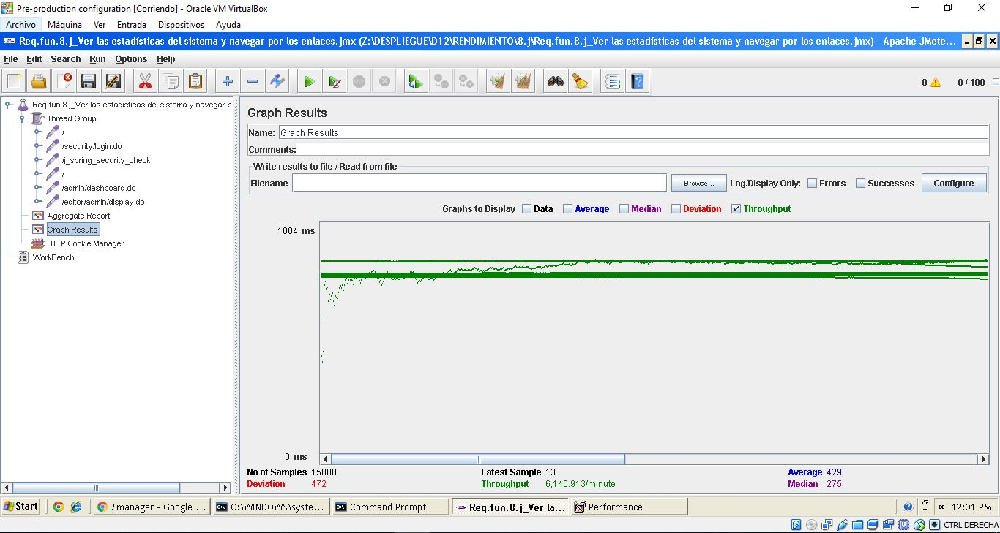 Pre-production configuration [Corriendo] - Oracle VM VirtualBox
Archivo Máquina Ver Entrada Dispositivos Ayuda
Req.fun.8.j_Ver las estadísticas del sistema y navegar por los enlaces.jmx (Z:\DESPLIEGUE\D12\RENDIMIENTO\8.j\Req.fun.8.j_Ver las estadísticas del sistema y navegar por los enlaces.jmx) - Apache JMete...
File Edit Search Run Options Help
0 0 / 100
Req.fun.8.j_Ver las estadísticas del sistema y navegar p
Thread Group
/
/security/login.do
/j_spring_security_check
/
/admin/dashboard.do
/editor/admin/display.do
Aggregate Report
Graph Results
HTTP Cookie Manager
WorkBench
Graph Results
Name: Graph Results
Comments:
Write results to file / Read from file
Filename Browse... Log/Display Only: Errors Successes Configure
Graphs to Display Data Average Median Deviation Throughput
1004 ms
0 ms
No of Samples 15000 Latest Sample 13 Average 429
Deviation 472 Throughput 6,140.913/minute Median 275
Start /manager - Google ... C:\WINDOWS\syste... Command Prompt Req.fun.8.j_Ver la... Performance « 12:01 PM
CTRL DERECHA